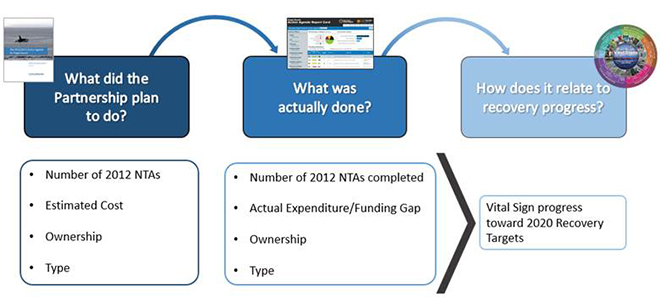 What did the
Partnership plan
to do?
What was
actually done?
How does it relate to
recovery progress?
• Number of 2012 NTAs
• Estimated Cost
• Ownership
• Type
• Number of 2012 NTAs completed
• Actual Expenditure/Funding Gap
• Ownership
• Type
Vital Sign progress
toward 2020 Recovery
Targets